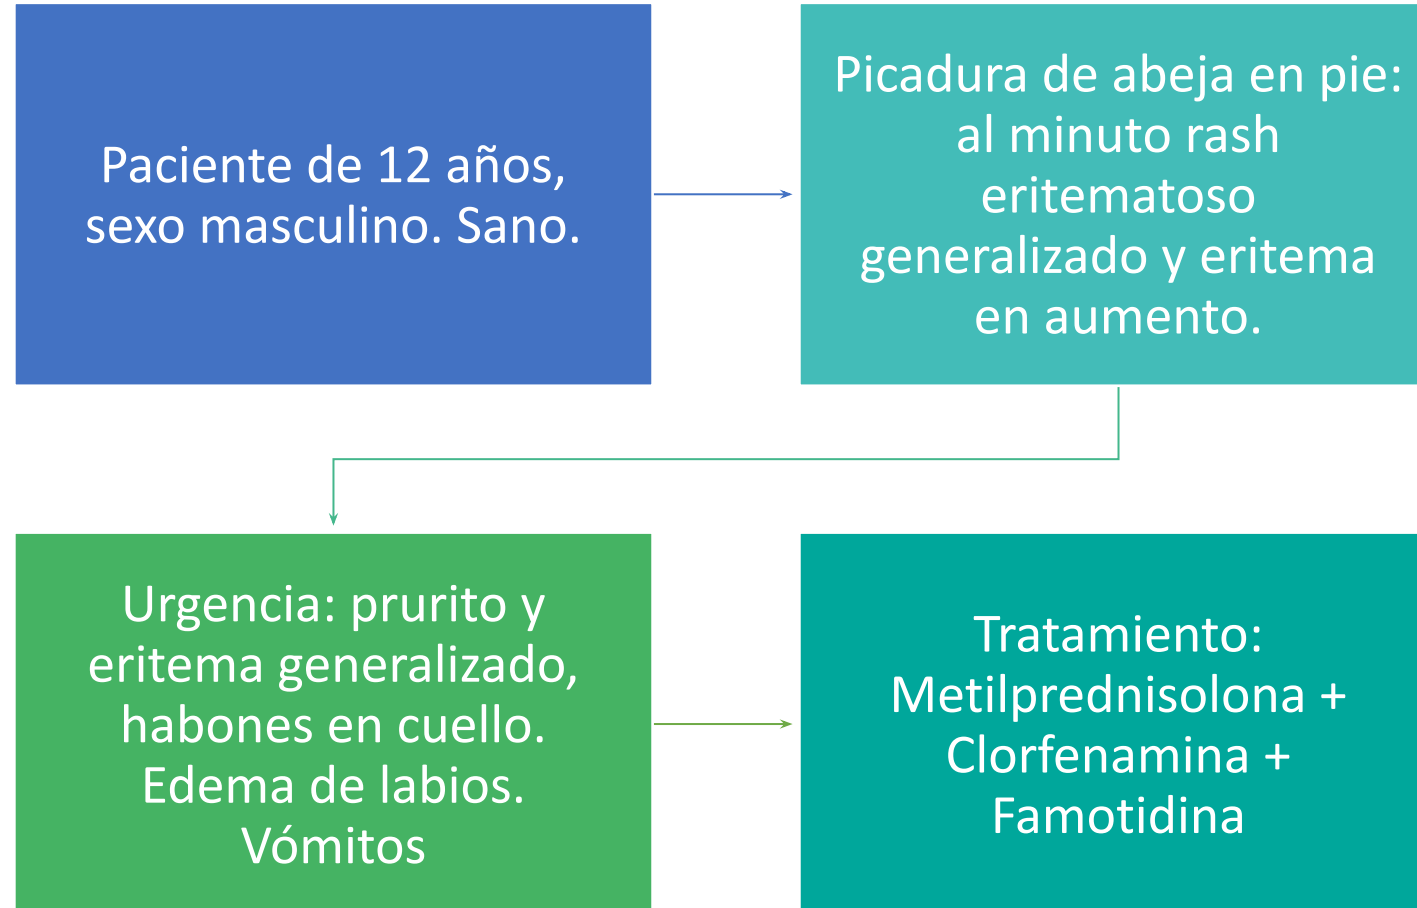 Paciente de 12 años,
sexo masculino. Sano.
Picadura de abeja en pie:
al minuto rash
eritematoso
generalizado y eritema
en aumento.
Urgencia: prurito y
eritema generalizado,
habones en cuello.
Edema de labios.
Vómitos
Tratamiento:
Metilprednisolona +
Clorfenamina +
Famotidina